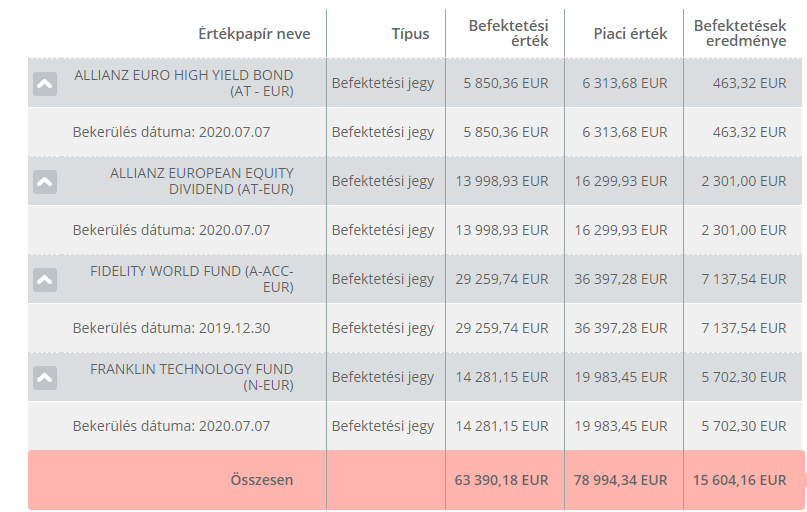 Értékpapír neve Típus Befektetési érték Piaci érték Befektetések eredménye
ALLIANZ EURO HIGH YIELD BOND
(AT - EUR) Befektetési jegy 5 850,36 EUR 6 313,68 EUR 463,32 EUR
Bekerülés dátuma: 2020.07.07 Befektetési jegy 5 850,36 EUR 6 313,68 EUR 463,32 EUR
ALLIANZ EUROPEAN EQUITY
DIVIDEND (AT-EUR) Befektetési jegy 13 998,93 EUR 16 299,93 EUR 2 301,00 EUR
Bekerülés dátuma: 2020.07.07 Befektetési jegy 13 998,93 EUR 16 299,93 EUR 2 301,00 EUR
FIDELITY WORLD FUND (A-ACC-
EUR) Befektetési jegy 29 259,74 EUR 36 397,28 EUR 7 137,54 EUR
Bekerülés dátuma: 2019.12.30 Befektetési jegy 29 259,74 EUR 36 397,28 EUR 7 137,54 EUR
FRANKLIN TECHNOLOGY FUND
(N-EUR) Befektetési jegy 14 281,15 EUR 19 983,45 EUR 5 702,30 EUR
Bekerülés dátuma: 2020.07.07 Befektetési jegy 14 281,15 EUR 19 983,45 EUR 5 702,30 EUR
Összesen 63 390,18 EUR 78 994,34 EUR 15 604,16 EUR